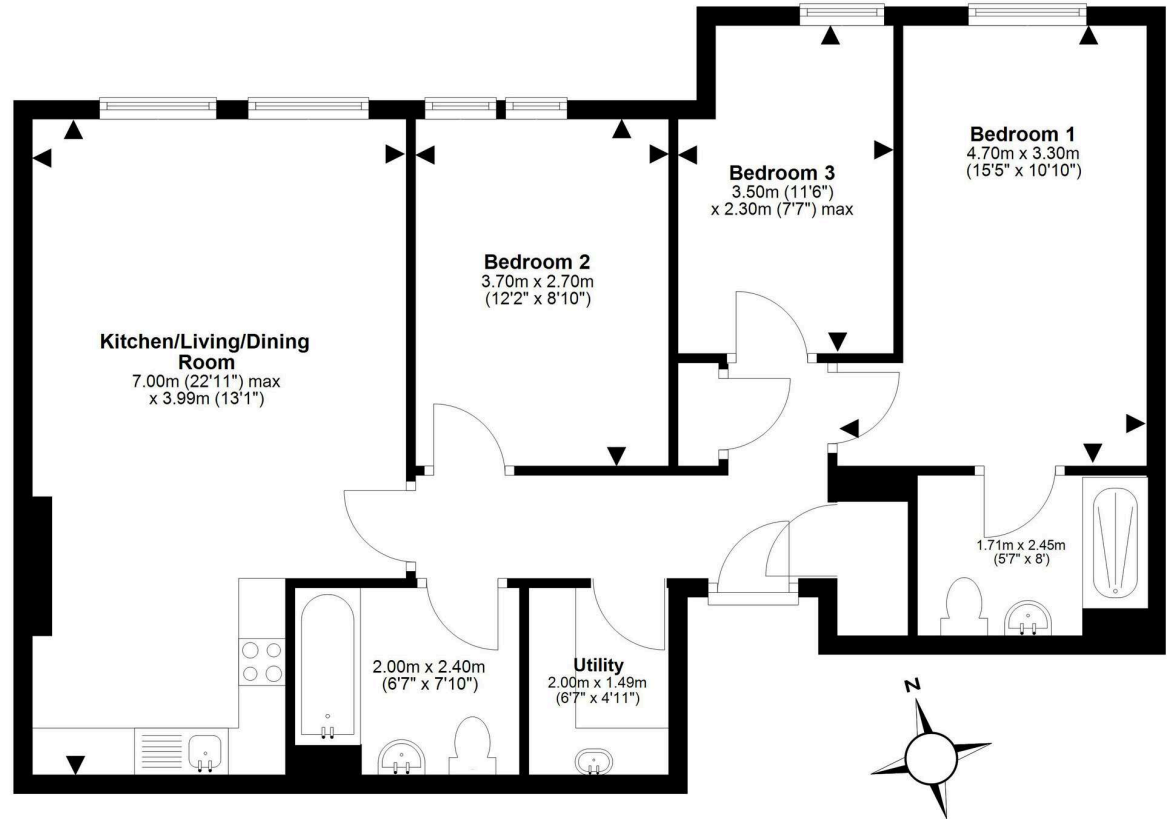 Kitchen/Living/Dining
Room
7.00m (22'11") max
x 3.99m (13'1")
Bedroom 2
3.70m x 2.70m
(12'2" x 8'10")
Bedroom 3
3.50m (11'6")
x 2.30m (7'7") max
Bedroom 1
4.70m x 3.30m
(15'5" x 10'10")
2.00m x 2.40m
(6'7" x 7'10")
Utility
2.00m x 1.49m
(6'7" x 4'11")
1.71m x 2.45m
(5'7" x 8')
N